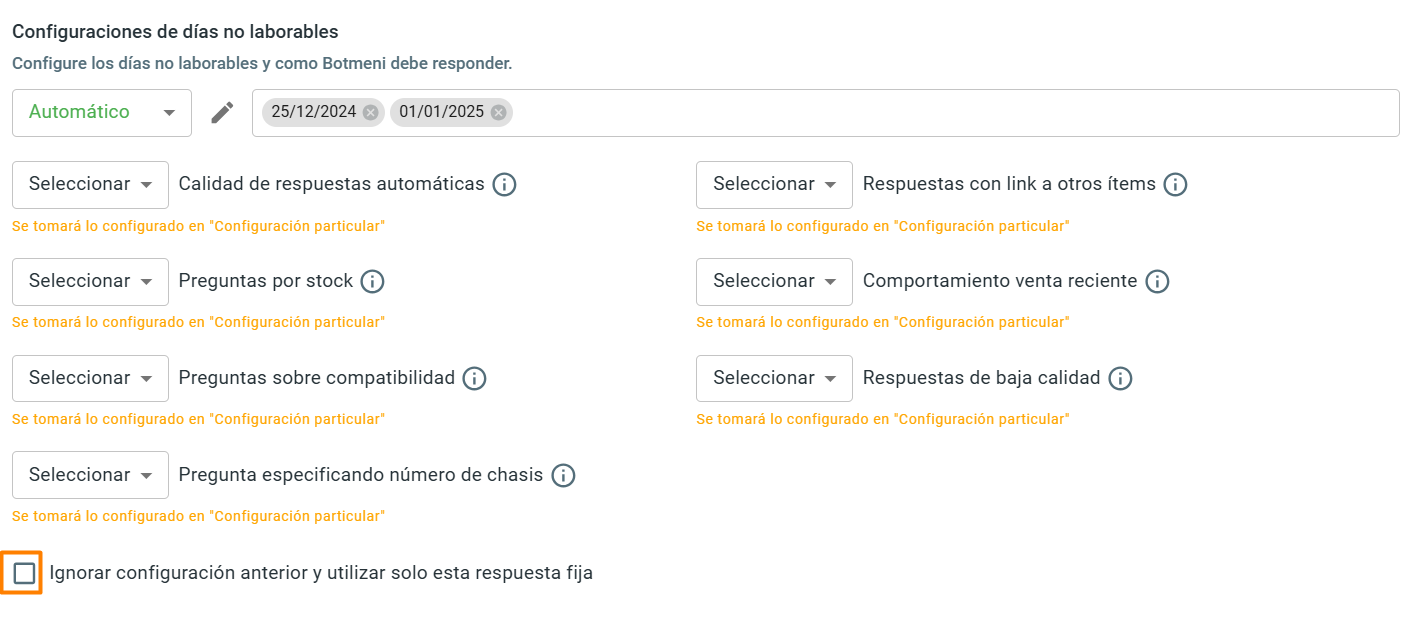 Configuraciones de días no laborables
Configure los días no laborables y como Botmeni debe responder.
Automático 25/12/2024 01/01/2025
Seleccionar Calidad de respuestas automáticas Seleccionar Respuestas con link a otros ítems
Se tomará lo configurado en "Configuración particular" Se tomará lo configurado en "Configuración particular"
Seleccionar Preguntas por stock Seleccionar Comportamiento venta reciente
Se tomará lo configurado en "Configuración particular" Se tomará lo configurado en "Configuración particular"
Seleccionar Preguntas sobre compatibilidad Seleccionar Respuestas de baja calidad
Se tomará lo configurado en "Configuración particular" Se tomará lo configurado en "Configuración particular"
Seleccionar Pregunta especificando número de chasis
Se tomará lo configurado en "Configuración particular"
Ignorar configuración anterior y utilizar solo esta respuesta fija